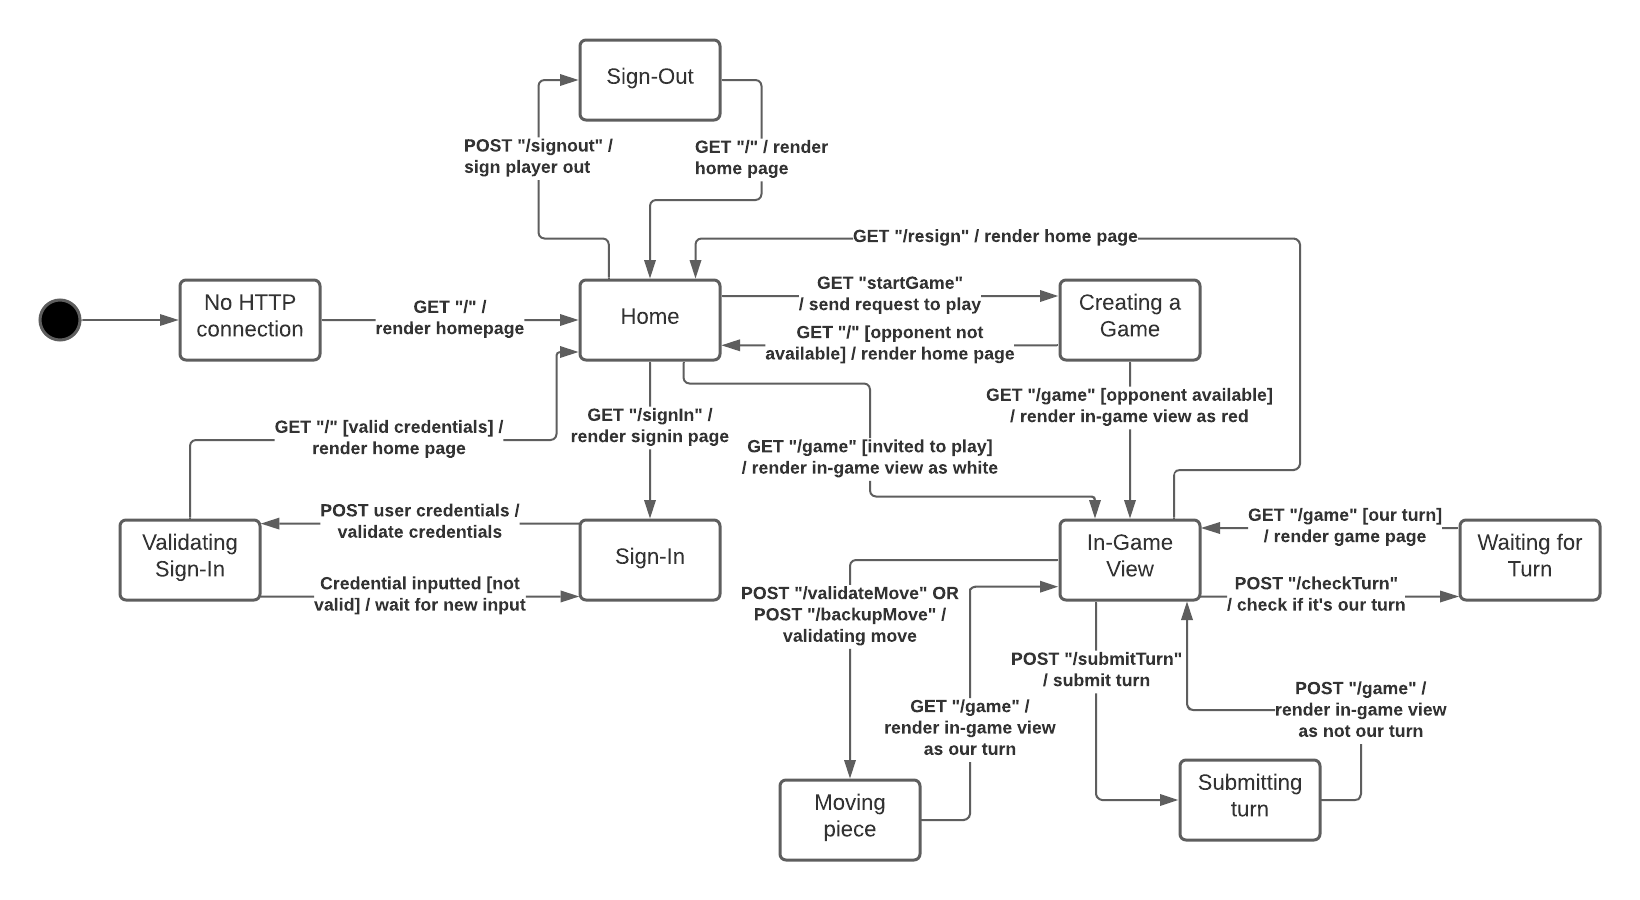 Sign-Out
POST "/signout" /
sign player out
GET "/" / render
home page
GET "/resign" / render home page
No HTTP
connection
GET "/" /
render homepage
Home
GET "startGame"
/ send request to play
Creating a
Game
GET "/" [opponent not
available] / render home page
GET "/game" [opponent available]
/ render in-game view as red
GET "/" [valid credentials] /
render home page
GET "/signIn" /
render signin page
GET "/game" [invited to play]
/ render in-game view as white
POST user credentials /
validate credentials
Validating
Sign-In
Sign-In
Credential inputted [not
valid] / wait for new input
In-Game
View
GET "/game" [our turn]
/ render game page
Waiting for
Turn
POST "/checkTurn"
/ check if it's our turn
POST "/validateMove" OR
POST "/backupMove" /
validating move
POST "/submitTurn"
/ submit turn
GET "/game" /
render in-game view
as our turn
POST "/game" /
render in-game view
as not our turn
Moving
piece
Submitting
turn